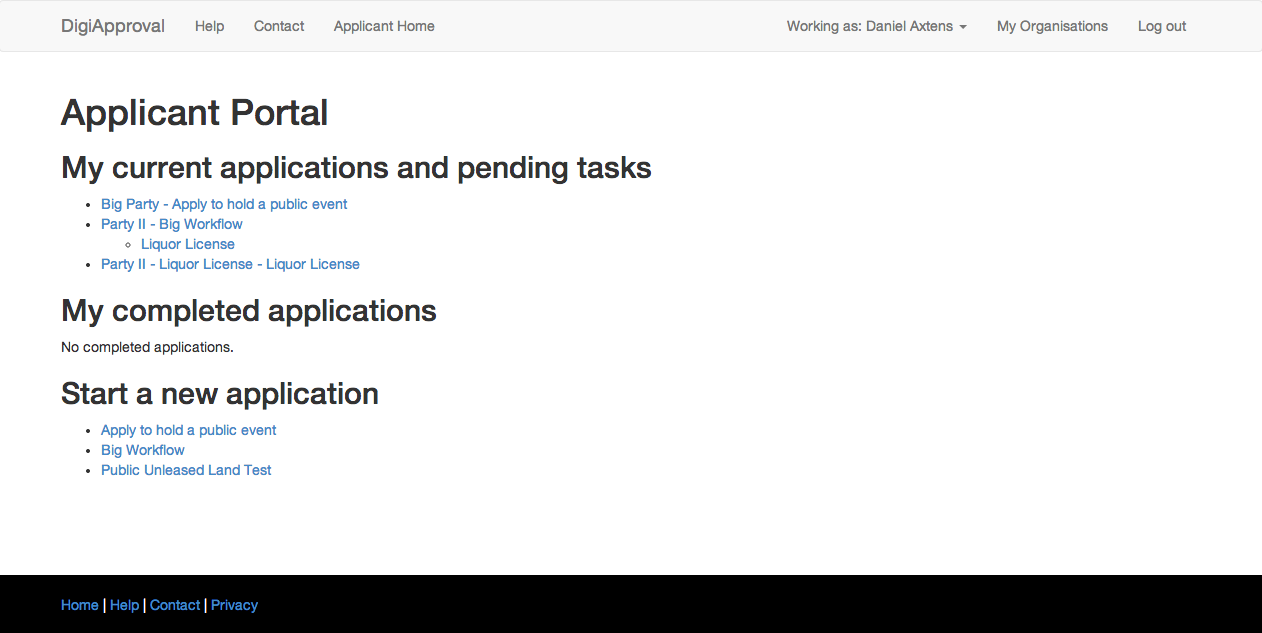 DigiApproval Help Contact Applicant Home Working as: Daniel Axtens My Organisations Log out
Applicant Portal
My current applications and pending tasks
Big Party - Apply to hold a public event
Party II - Big Workflow
Liquor License
Party II - Liquor License - Liquor License
My completed applications
No completed applications.
Start a new application
Apply to hold a public event
Big Workflow
Public Unleased Land Test
Home | Help | Contact | Privacy